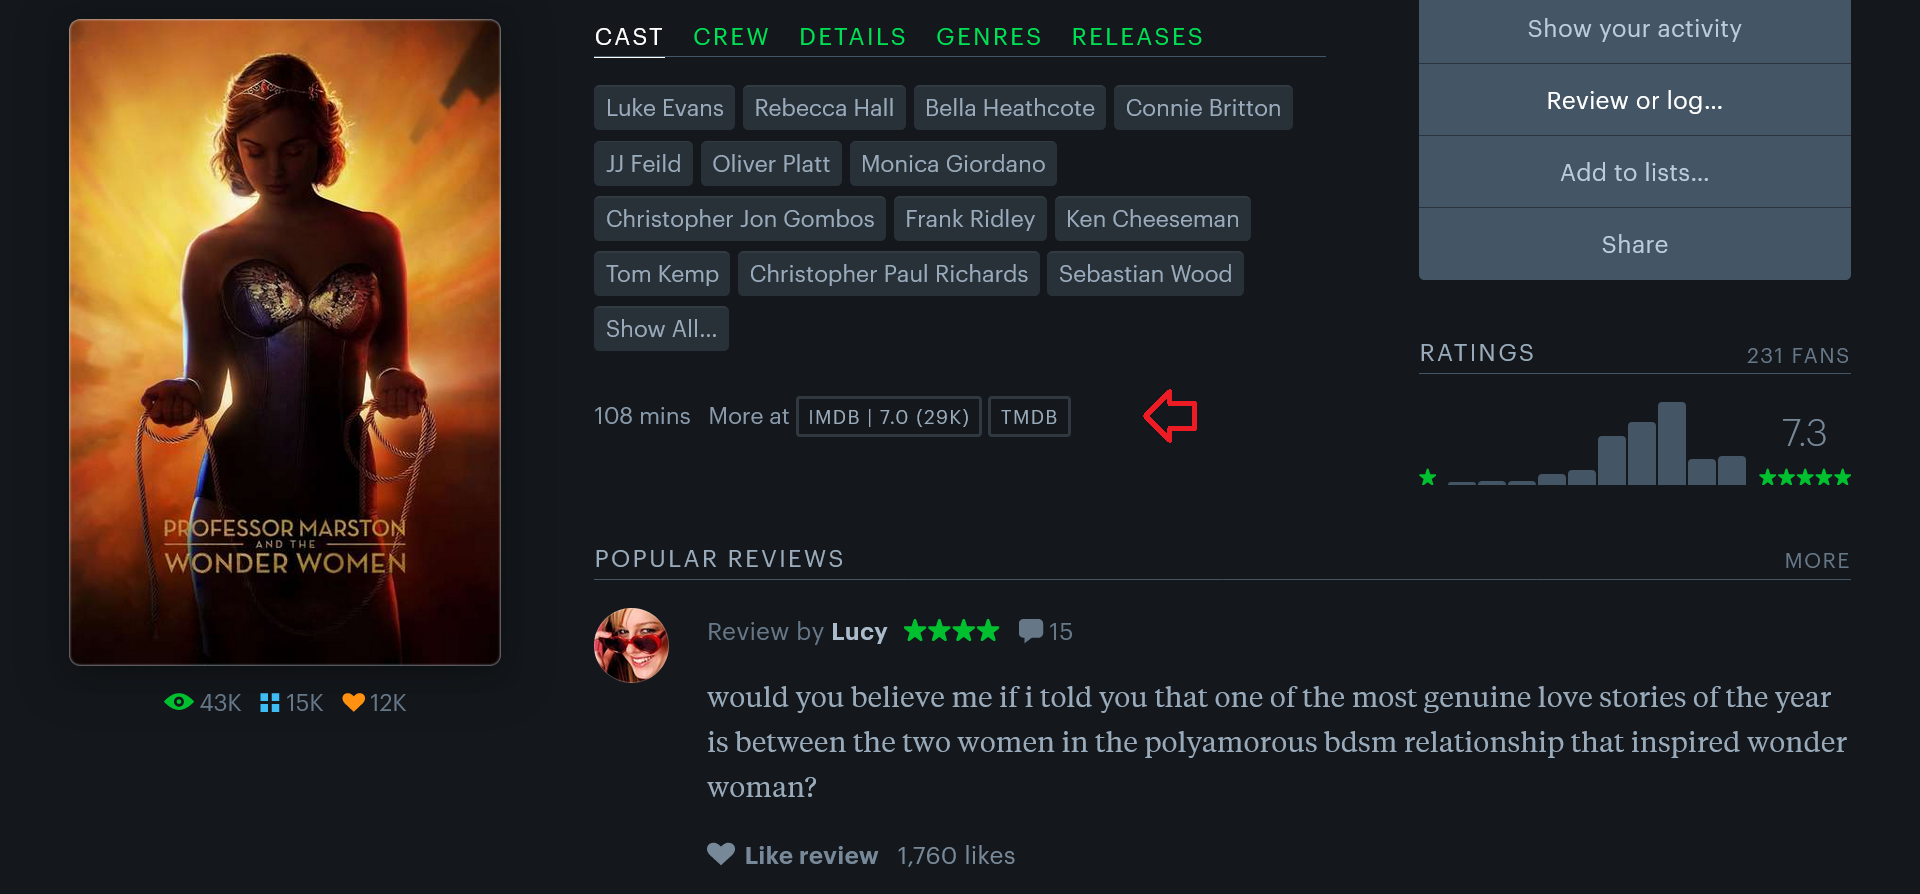 CAST CREW DETAILS GENRES RELEASES
Luke Evans Rebecca Hall Bella Heathcote Connie Britton
JJ Feild Oliver Platt Monica Giordano
Christopher Jon Gombos Frank Ridley Ken Cheeseman
Tom Kemp Christopher Paul Richards Sebastian Wood
Show All...
108 mins More at IMDB | 7.0 (29K) TMDB
PROFESSOR MARSTON
AND THE
WONDER WOMEN
43K 15K 12K
Show your activity
Review or log...
Add to lists...
Share
RATINGS 231 FANS
7.3
POPULAR REVIEWS MORE
Review by Lucy 15
would you believe me if i told you that one of the most genuine love stories of the year
is between the two women in the polyamorous bdsm relationship that inspired wonder
woman?
Like review 1,760 likes